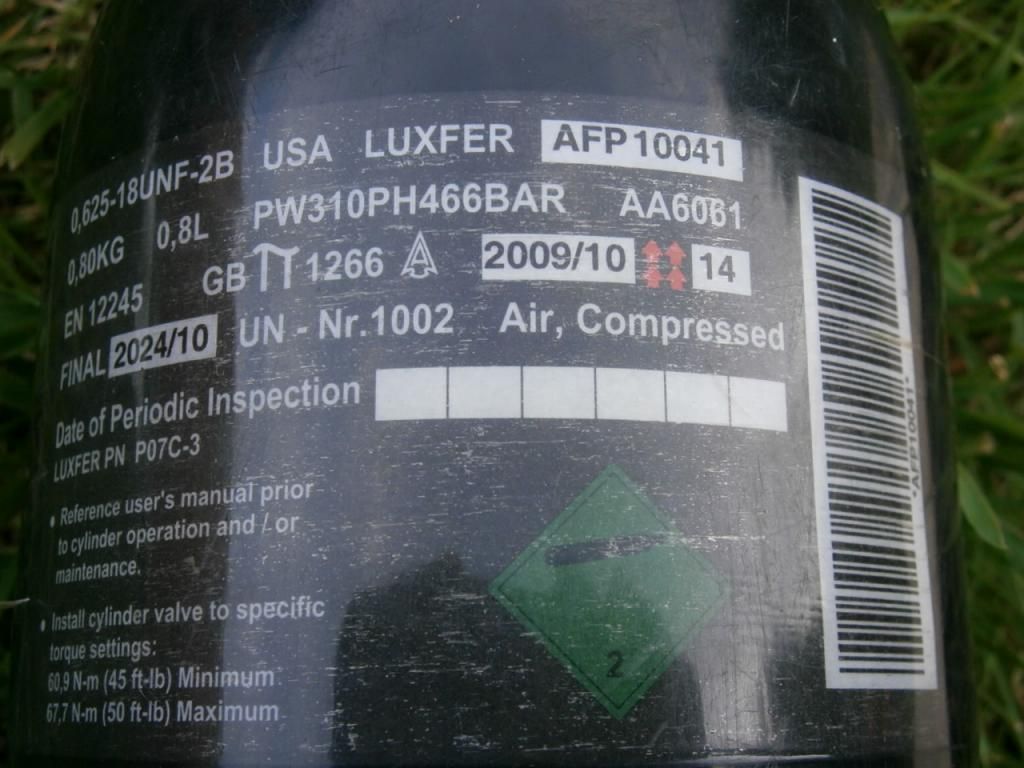 0,625-18UNF-2B USA LUXFER AFP10041
0,80KG 0,8L PW310PH466BAR AA6061
EN 12245 GB 1266 2009/10 14
FINAL 2024/10 UN - Nr.1002 Air, Compressed
Date of Periodic Inspection
LUXFER PN P07C-3
• Reference user's manual prior
to cylinder operation and / or
maintenance.
• Install cylinder valve to specific
torque settings:
60,9 N-m (45 ft-lb) Minimum
67,7 N-m (50 ft-lb) Maximum
2
*AFP10041*